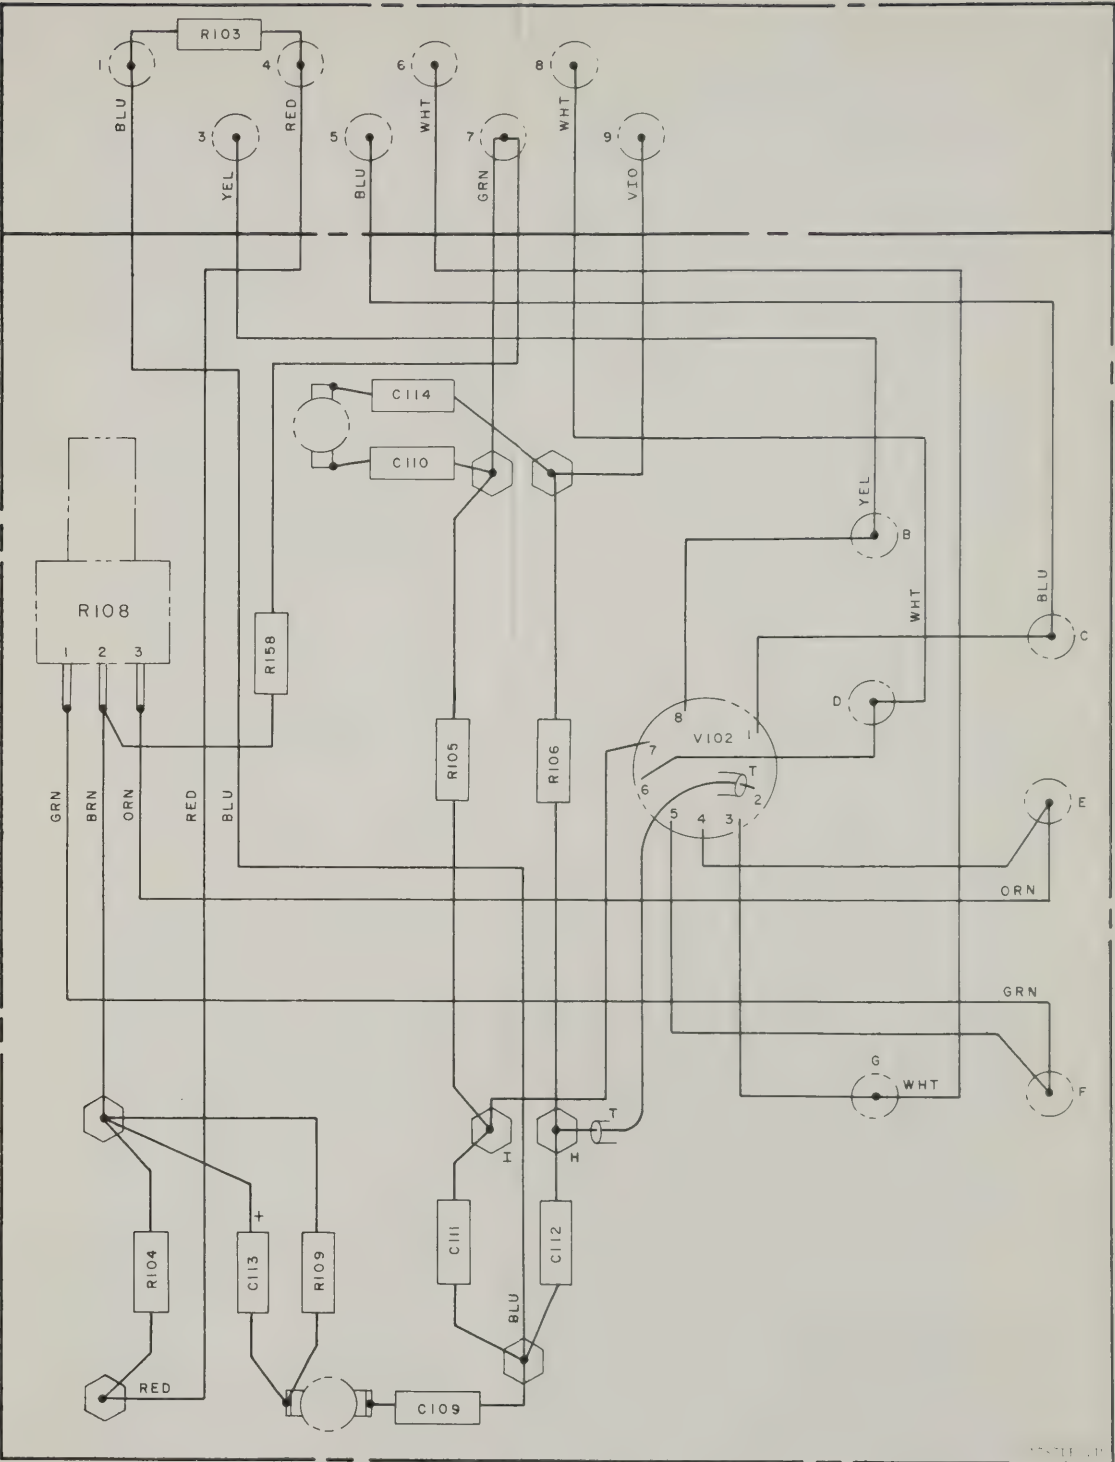 R103
1
4
6
8
BLU
RED
WHT
WHT
3
5
7
9
YEL
BLU
GRN
VIO
C114
C110
YEL
B
WHT
BLU
C
R108
1 2 3
R158
D
8
1
V102
7
T
6
2
5 4 3
R105
R106
E
GRN
BRN
ORN
RED
BLU
ORN
GRN
G
WHT
F
T
I
H
+
R104
C113
R109
C111
C112
BLU
RED
C109